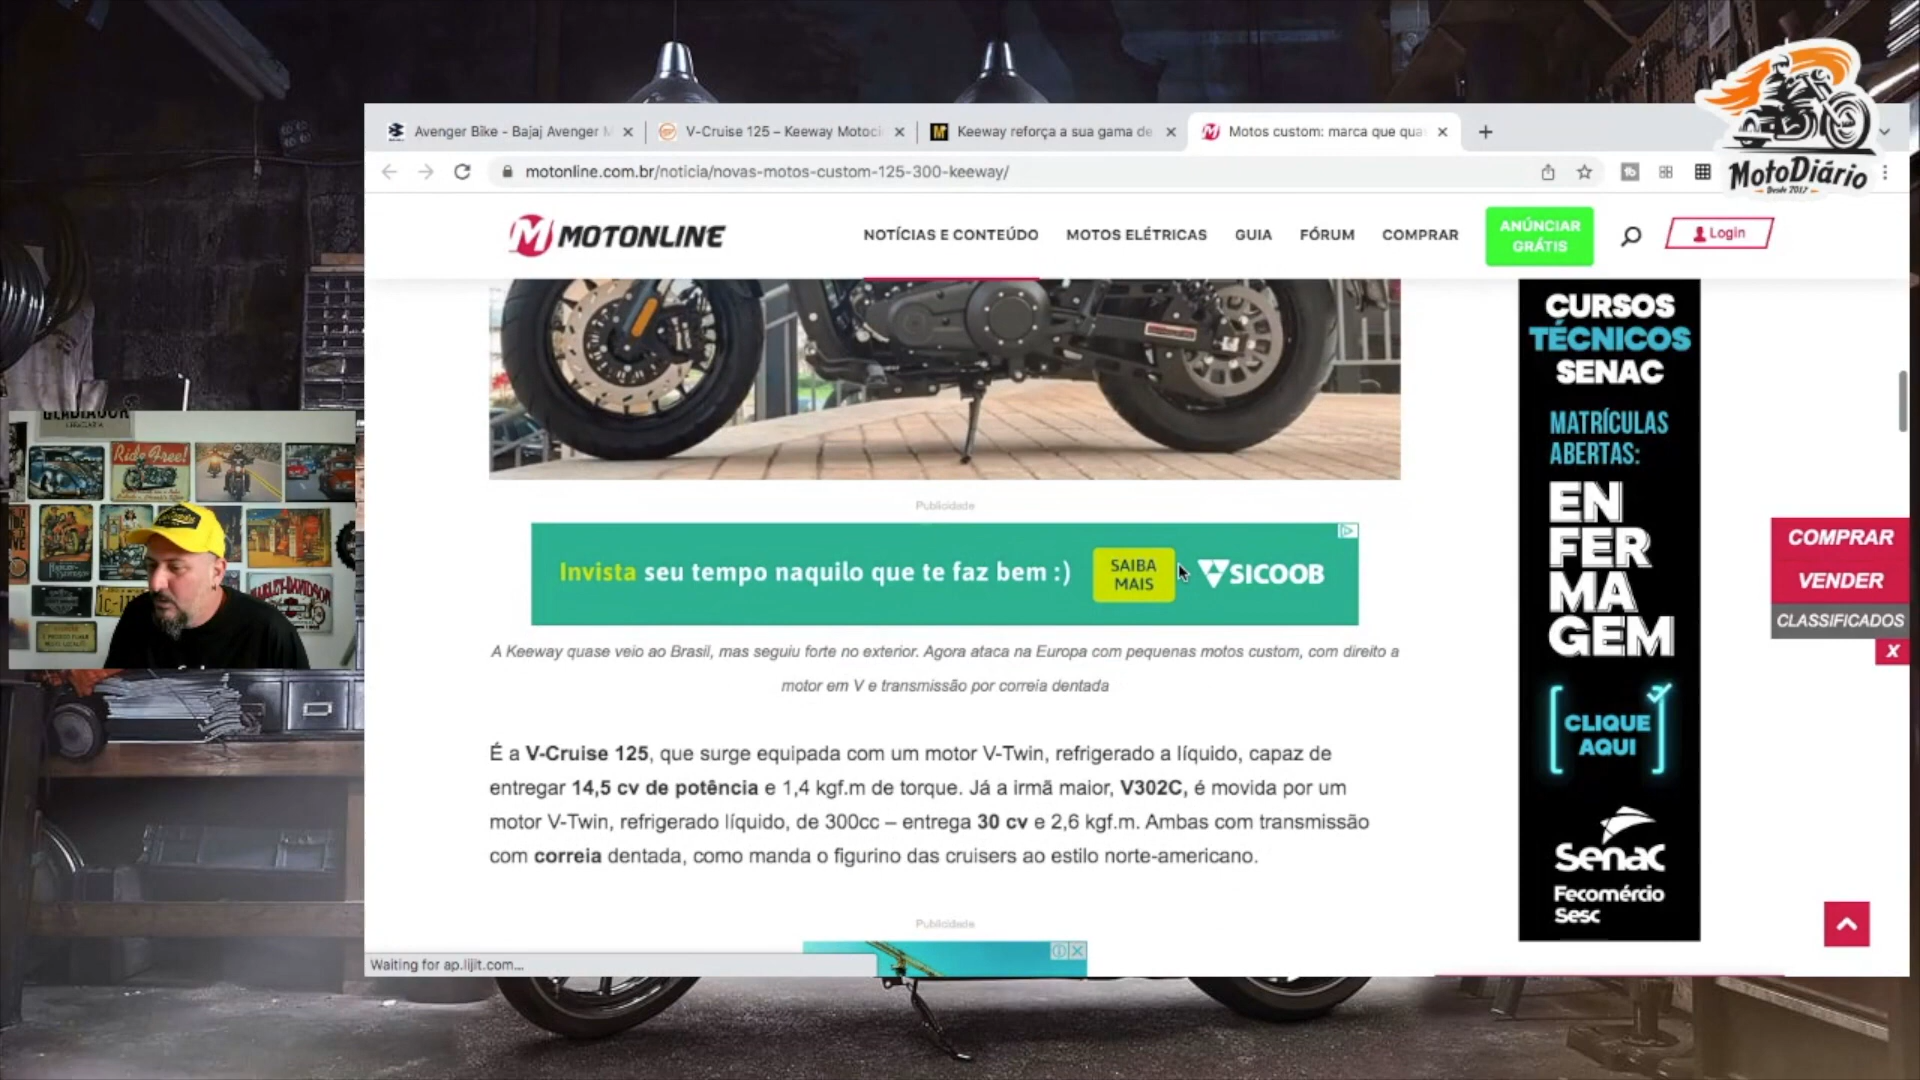 Avenger Bike - Bajaj Avenger
V-Cruise 125 – Keeway Motoci
Keeway reforça a sua gama de
Motos custom: marca que qua
motonline.com.br/noticia/novas-motos-custom-125-300-keeway/
MotoDiário
Desde 2017
MOTONLINE
NOTÍCIAS E CONTEÚDO
MOTOS ELÉTRICAS
GUIA
FÓRUM
COMPRAR
ANÚNCIAR
GRÁTIS
Login
CURSOS
TÉCNICOS
SENAC
MATRÍCULAS
ABERTAS:
EN
FER
MA
GEM
CLIQUE
AQUI
Senac
Fecomércio
Sesc
COMPRAR
VENDER
CLASSIFICADOS
X
GLADIADOR
Ride Free!
HARLEY-DAVIDSON
Publicidade
Invista seu tempo naquilo que te faz bem :)
SAIBA
MAIS
SICOOB
A Keeway quase veio ao Brasil, mas seguiu forte no exterior. Agora ataca na Europa com pequenas motos custom, com direito a
motor em V e transmissão por correia dentada
É a V-Cruise 125, que surge equipada com um motor V-Twin, refrigerado a líquido, capaz de
entregar 14,5 cv de potência e 1,4 kgf.m de torque. Já a irmã maior, V302C, é movida por um
motor V-Twin, refrigerado líquido, de 300cc – entrega 30 cv e 2,6 kgf.m. Ambas com transmissão
com correia dentada, como manda o figurino das cruisers ao estilo norte-americano.
Publicidade
Waiting for ap.lijit.com...